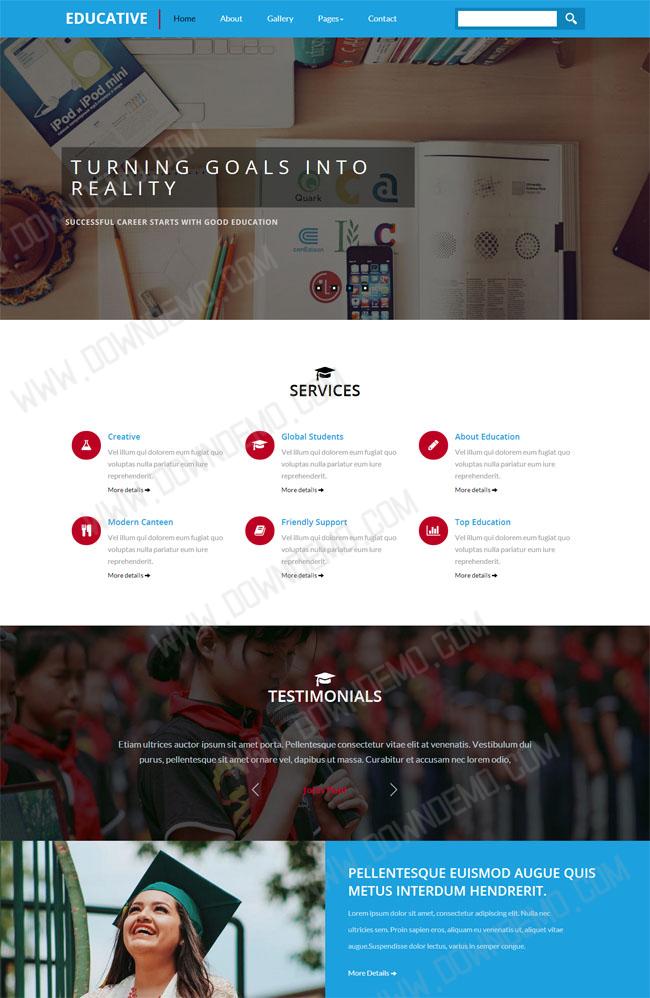 EDUCATIVE
Home About Gallery Pages Contact
iPod x iPod mini
TURNING GOALS INTO
REALITY
Quark
SUCCESSFUL CAREER STARTS WITH GOOD EDUCATION
SERVICES
Creative
Vel illum qui dolorem eum fugiat quo
voluptas nulla pariatur eum iure
reprehenderit.
More details
Global Students
Vel illum qui dolorem eum fugiat quo
voluptas nulla pariatur eum iure
reprehenderit.
More details
About Education
Vel illum qui dolorem eum fugiat quo
voluptas nulla pariatur eum iure
reprehenderit.
More details
Modern Canteen
Vel illum qui dolorem eum fugiat quo
voluptas nulla pariatur eum iure
reprehenderit.
More details
Friendly Support
Vel illum qui dolorem eum fugiat quo
voluptas nulla pariatur eum iure
reprehenderit.
More details
Top Education
Vel illum qui dolorem eum fugiat quo
voluptas nulla pariatur eum iure
reprehenderit.
More details
TESTIMONIALS
Etiam ultrices auctor ipsum sit amet porta. Pellentesque consectetur vitae elit at venenatis. Vestibulum dui
purus, pellentesque sit amet ornare vel, dapibus ut massa. Curabitur et accusam nec lorem odio,
PELLENTESQUE EUISMOD AUGUE QUIS
METUS INTERDUM HENDRERIT.
Lorem ipsum dolor sit amet, consectetur adipiscing elit. Nulla nec
ultricies sem. Proin sapien eros, aliquam eu venenatis ut, aliquet vitae
augue.Suspendisse dolor lectus, varius in semper congue.
More Details
WWW.DOWNDEMO.COM